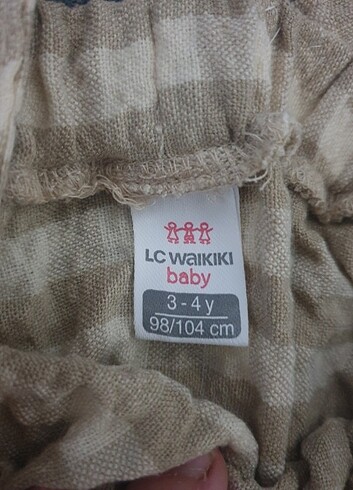 LC WAIKIKI
baby
3 - 4 y
98/104 cm